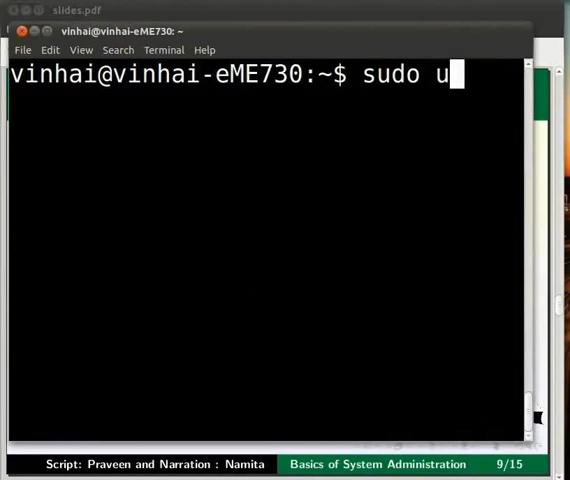 slides.pdf
vinhai@vinhai-eME730: ~
File Edit View Search Terminal Help
vinhai@vinhai-eME730:~$ sudo u
Script: Praveen and Narration : Namita Basics of System Administration 9/15